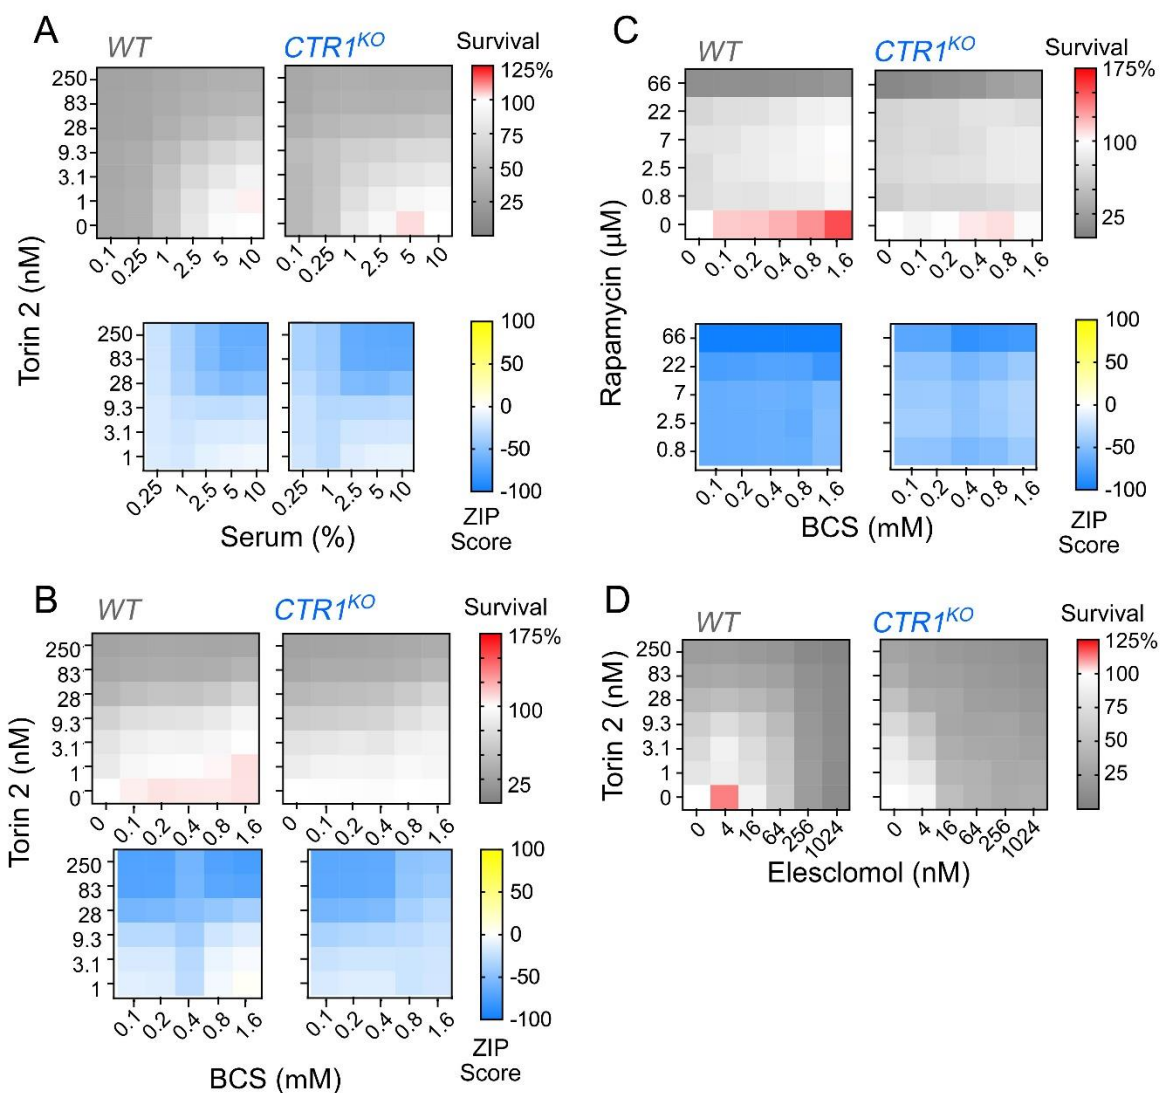 A
WT
CTR1^KO
Survival
125%
100
75
50
25
250
83
28
9.3
3.1
1
0
0.1 0.25 1 2.5 5 10
0.1 0.25 1 2.5 5 10
Torin 2 (nM)
250
83
28
9.3
3.1
1
0.25 1 2.5 5 10
0.25 1 2.5 5 10
Serum (%)
100
50
0
-50
-100
ZIP
Score
B
WT
CTR1^KO
Survival
175%
100
25
250
83
28
9.3
3.1
1
0
0 0.1 0.2 0.4 0.8 1.6
0 0.1 0.2 0.4 0.8 1.6
Torin 2 (nM)
250
83
28
9.3
3.1
1
0.1 0.2 0.4 0.8 1.6
0.1 0.2 0.4 0.8 1.6
BCS (mM)
100
50
0
-50
-100
ZIP
Score
C
WT
CTR1^KO
Survival
175%
100
25
66
22
7
2.5
0.8
0
0 0.1 0.2 0.4 0.8 1.6
0 0.1 0.2 0.4 0.8 1.6
Rapamycin (µM)
66
22
7
2.5
0.8
0.1 0.2 0.4 0.8 1.6
0.1 0.2 0.4 0.8 1.6
BCS (mM)
100
50
0
-50
-100
ZIP
Score
D
WT
CTR1^KO
Survival
125%
100
75
50
25
Torin 2 (nM)
250
83
28
9.3
3.1
1
0
0 4 16 64 256 1024
0 4 16 64 256 1024
Elesclomol (nM)